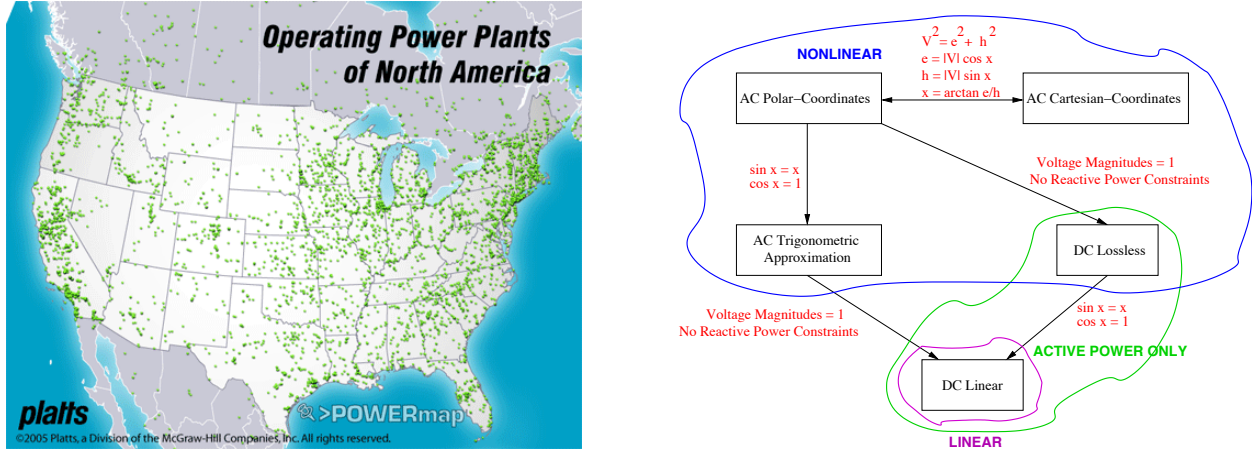 Operating Power Plants
of North America
platts
>POWERmap
©2005 Platts, a Division of the McGraw-Hill Companies, Inc. All rights reserved.
NONLINEAR
V² = e² + h²
e = |V| cos x
h = |V| sin x
x = arctan e/h
AC Polar−Coordinates
AC Cartesian−Coordinates
sin x = x
cos x = 1
Voltage Magnitudes = 1
No Reactive Power Constraints
AC Trigonometric
Approximation
DC Lossless
Voltage Magnitudes = 1
No Reactive Power Constraints
sin x = x
cos x = 1
ACTIVE POWER ONLY
DC Linear
LINEAR